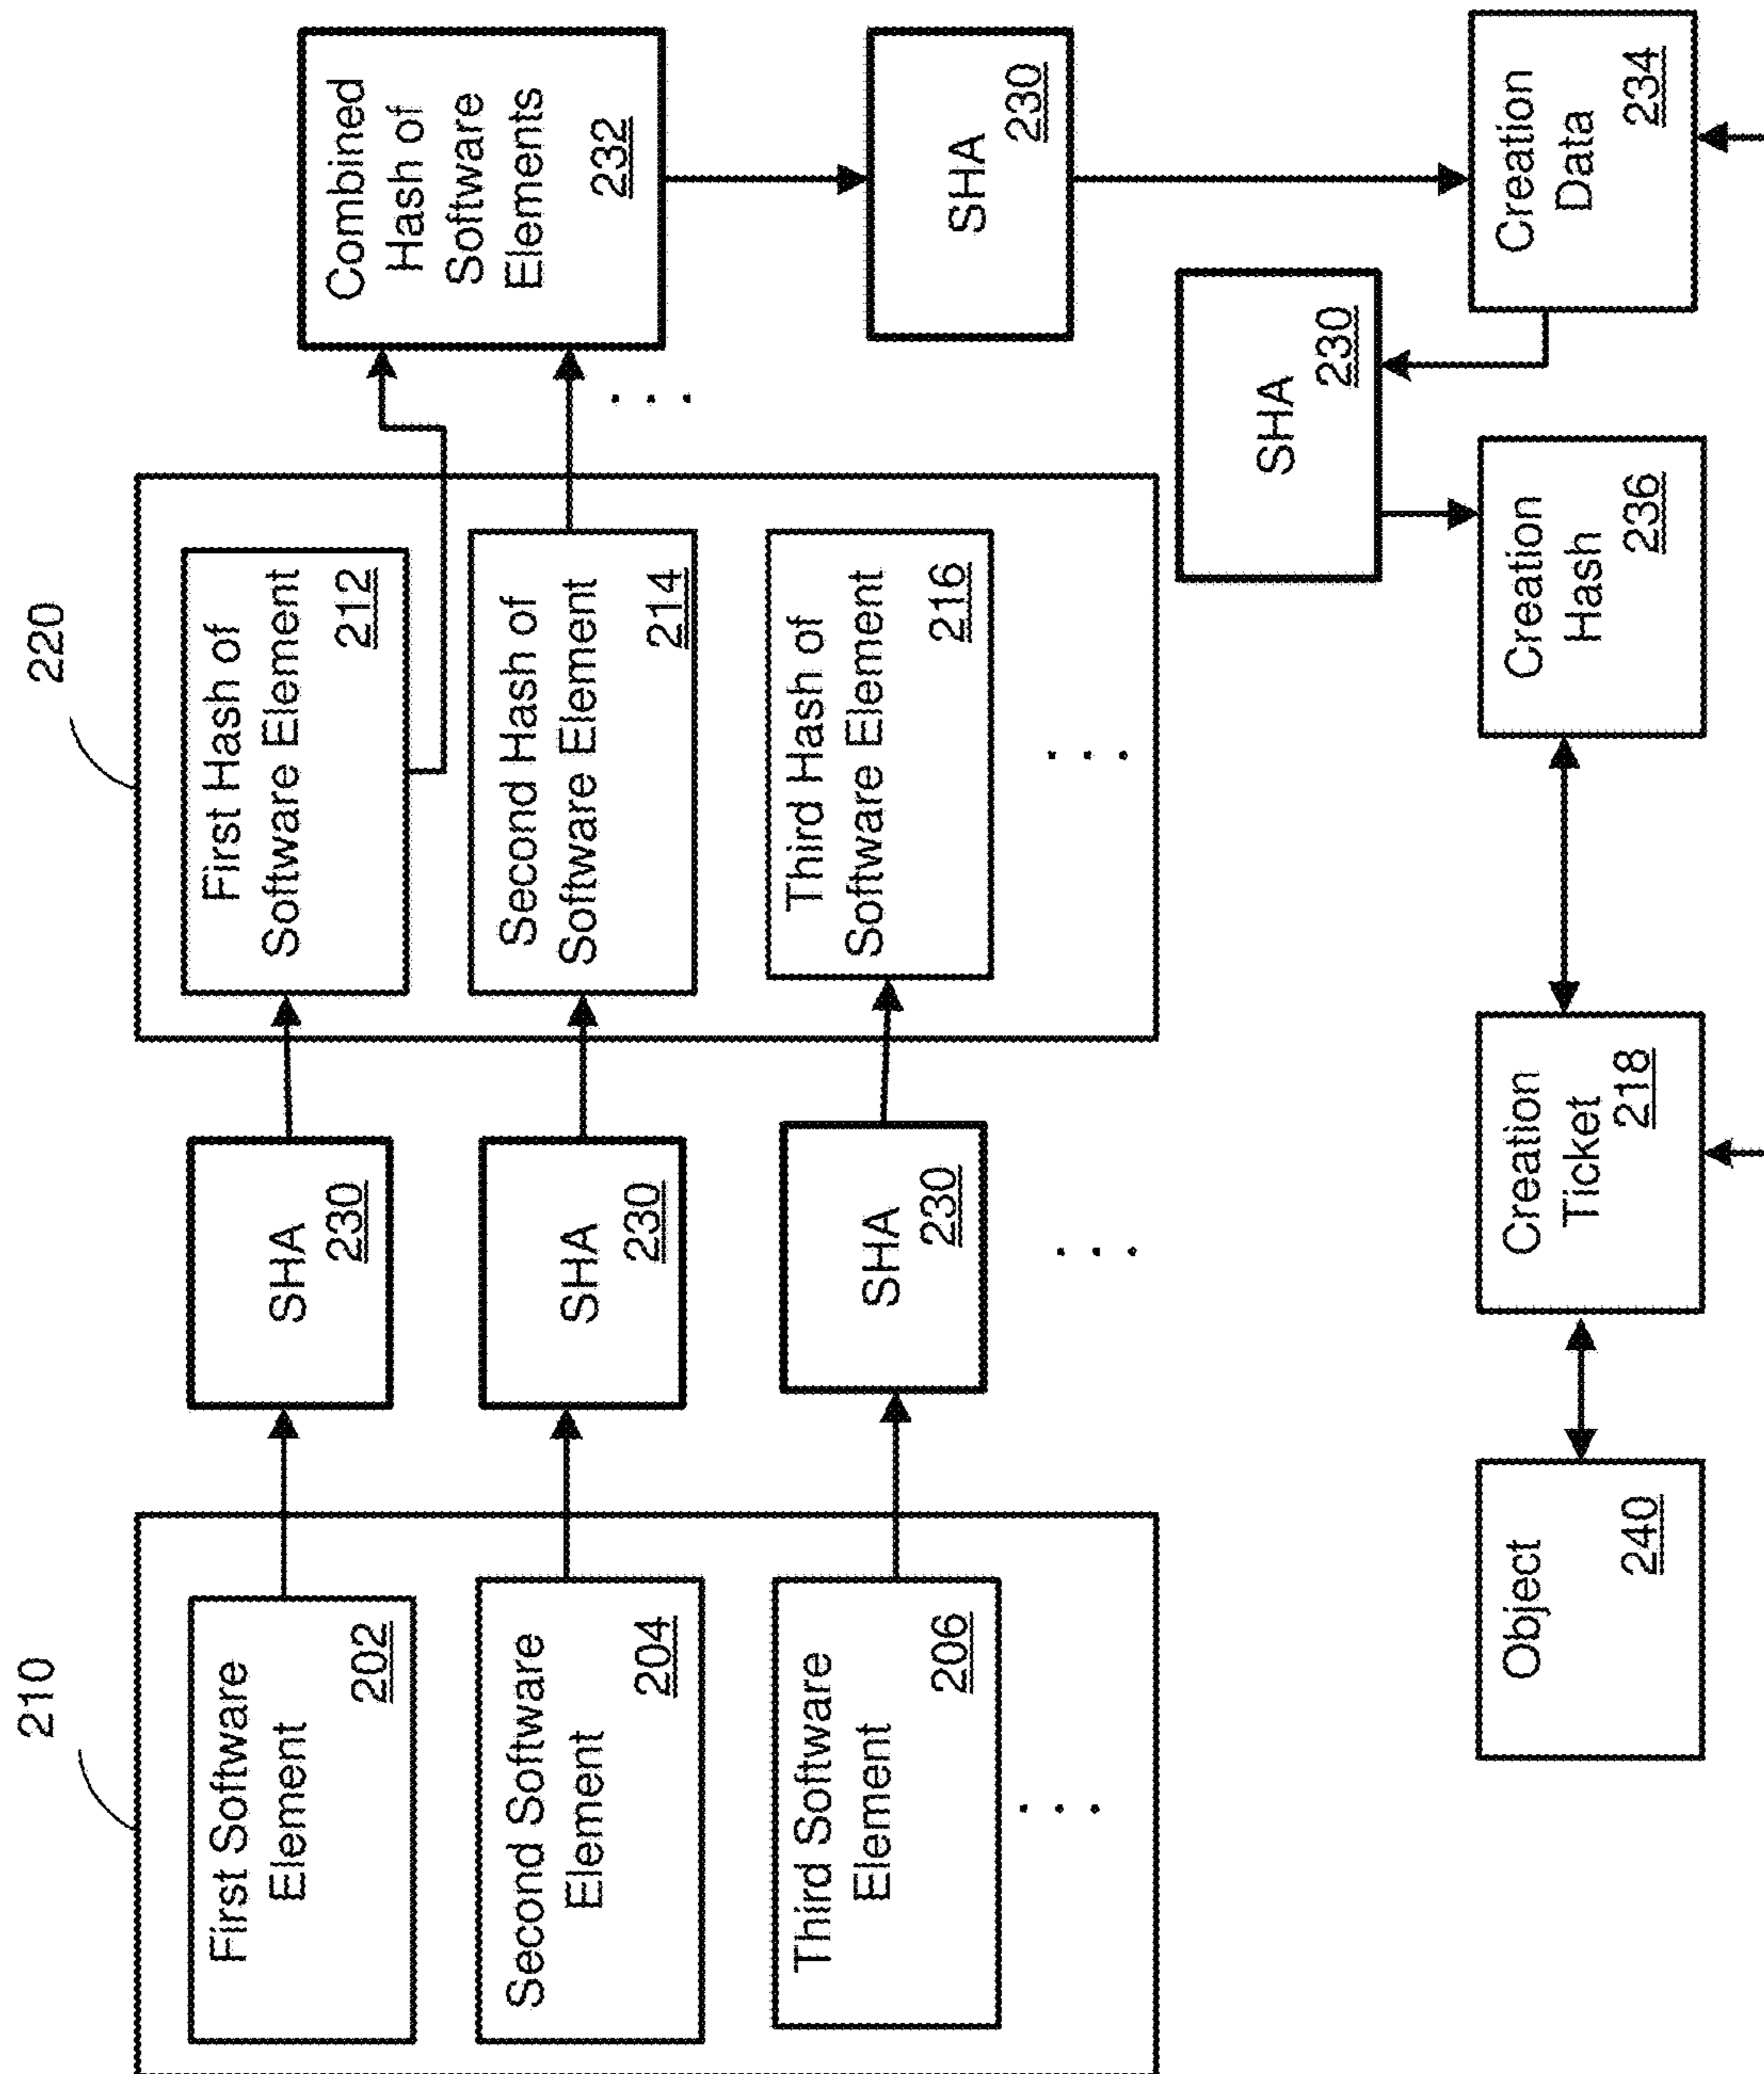 210
First Software
Element
202
Second Software
Element
204
Third Software
Element
206
. . .
SHA
230
SHA
230
SHA
230
. . .
220
First Hash of
Software Element
212
Second Hash of
Software Element
214
Third Hash of
Software Element
216
. . .
Combined
Hash of
Software
Elements
232
. . .
SHA
230
SHA
230
Object
240
Creation
Ticket
218
Creation
Hash
236
Creation
Data
234